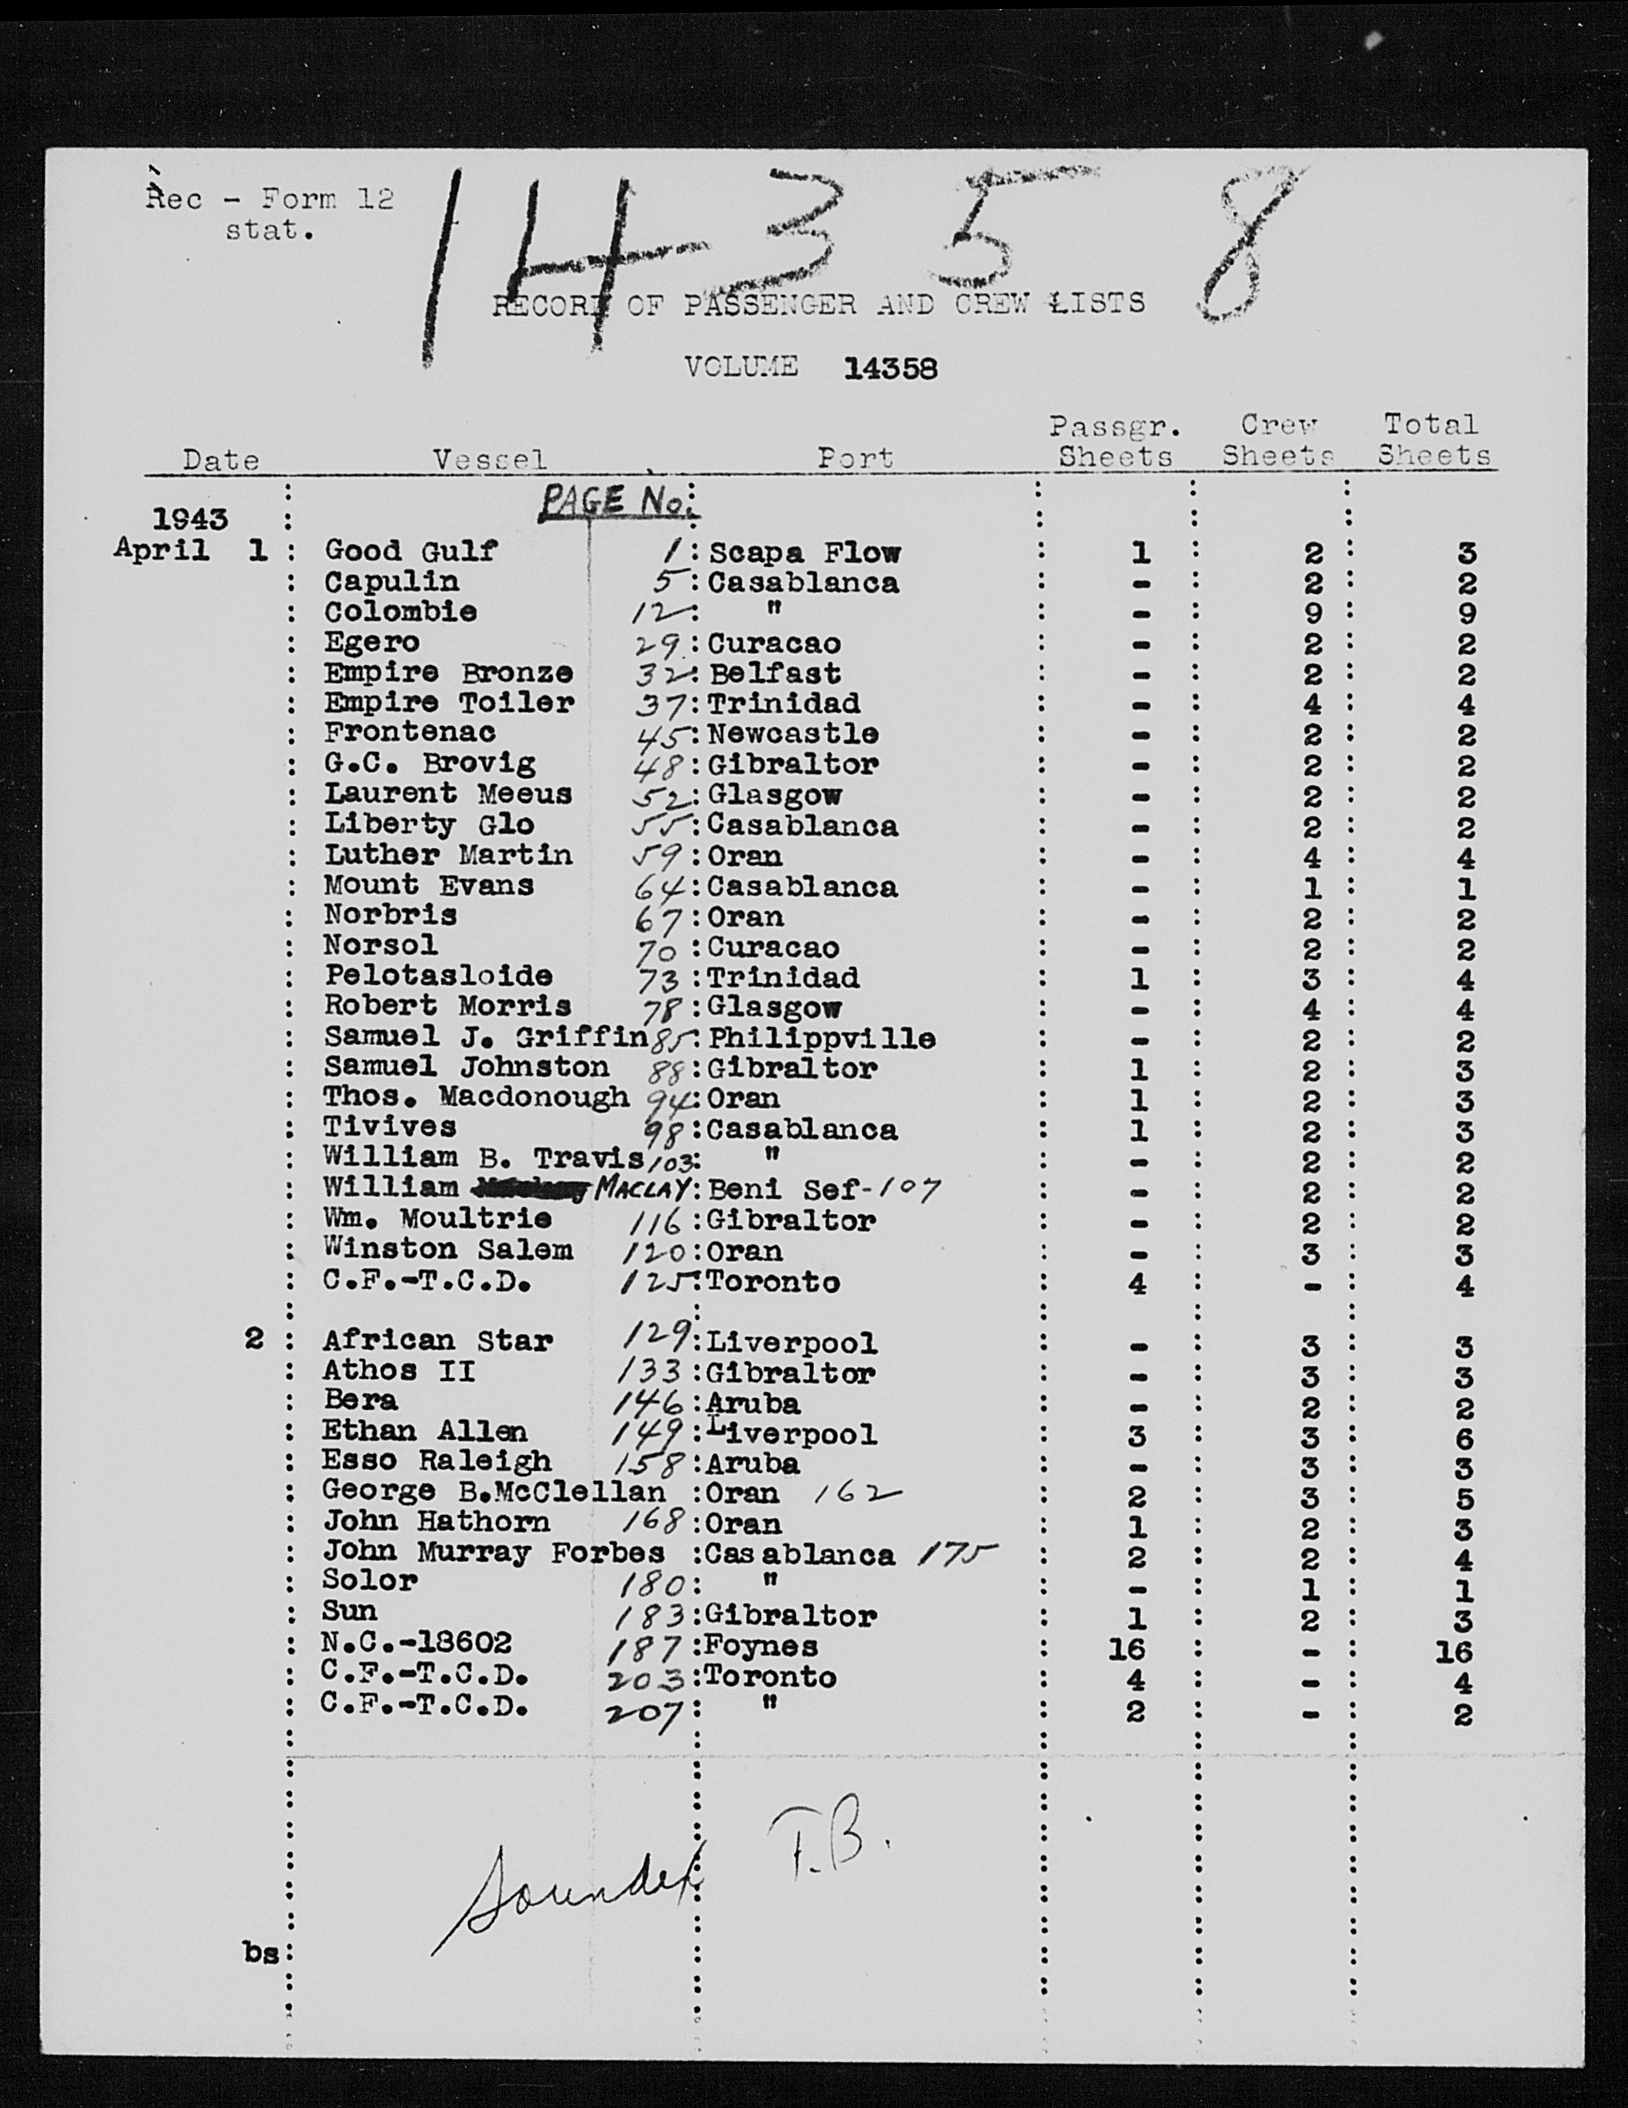 14358
Rec - Form 12
stat.
RECORD OF PASSENGER AND CREW LISTS
VOLUME 14358
Date Vessel Port Passgr. Sheets Crew Sheets Total Sheets
PAGE No.
1943
April 1 : Good Gulf 1 : Scapa Flow : 1 : 2 : 3
: Capulin 5 : Casablanca : - : 2 : 2
: Colombie 12 : " : - : 9 : 9
: Egero 29 : Curacao : - : 2 : 2
: Empire Bronze 32 : Belfast : - : 2 : 2
: Empire Toiler 37 : Trinidad : - : 4 : 4
: Frontenac 45 : Newcastle : - : 2 : 2
: G.C. Brovig 48 : Gibraltor : - : 2 : 2
: Laurent Meeus 52 : Glasgow : - : 2 : 2
: Liberty Glo 55 : Casablanca : - : 2 : 2
: Luther Martin 59 : Oran : - : 4 : 4
: Mount Evans 64 : Casablanca : - : 1 : 1
: Norbris 67 : Oran : - : 2 : 2
: Norsol 70 : Curacao : - : 2 : 2
: Pelotasloide 73 : Trinidad : 1 : 3 : 4
: Robert Morris 78 : Glasgow : - : 4 : 4
: Samuel J. Griffin 85 : Philippville : - : 2 : 2
: Samuel Johnston 88 : Gibraltor : 1 : 2 : 3
: Thos. Macdonough 94 : Oran : 1 : 2 : 3
: Tivives 98 : Casablanca : 1 : 2 : 3
: William B. Travis 103 : " : - : 2 : 2
: William MACLAY : Beni Sef-107 : - : 2 : 2
: Wm. Moultrie 116 : Gibraltor : - : 2 : 2
: Winston Salem 120 : Oran : - : 3 : 3
: C.F.-T.C.D. 125 : Toronto : 4 : - : 4
2 : African Star 129 : Liverpool : - : 3 : 3
: Athos II 133 : Gibraltor : - : 3 : 3
: Bera 146 : Aruba : - : 2 : 2
: Ethan Allen 149 : Liverpool : 3 : 3 : 6
: Esso Raleigh 158 : Aruba : - : 3 : 3
: George B.McClellan : Oran 162 : 2 : 3 : 5
: John Hathorn 168 : Oran : 1 : 2 : 3
: John Murray Forbes : Casablanca 175 : 2 : 2 : 4
: Solor 180 : " : - : 1 : 1
: Sun 183 : Gibraltor : 1 : 2 : 3
: N.C.-18602 187 : Foynes : 16 : - : 16
: C.F.-T.C.D. 203 : Toronto : 4 : - : 4
: C.F.-T.C.D. 207 : " : 2 : - : 2
Soundex T.B.
bs: